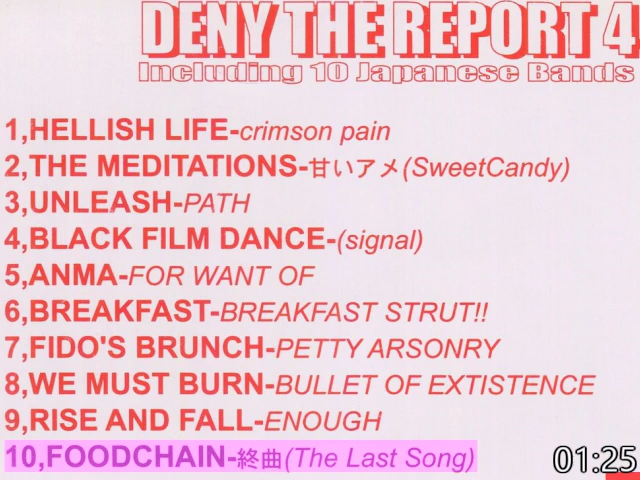 DENY THE REPORT 4
Including 10 Japanese Bands
1,HELLISH LIFE-crimson pain
2,THE MEDITATIONS-甘いアメ(SweetCandy)
3,UNLEASH-PATH
4,BLACK FILM DANCE-(signal)
5,ANMA-FOR WANT OF
6,BREAKFAST-BREAKFAST STRUT!!
7,FIDO'S BRUNCH-PETTY ARSONRY
8,WE MUST BURN-BULLET OF EXTISTENCE
9,RISE AND FALL-ENOUGH
10,FOODCHAIN-終曲(The Last Song)
01:25